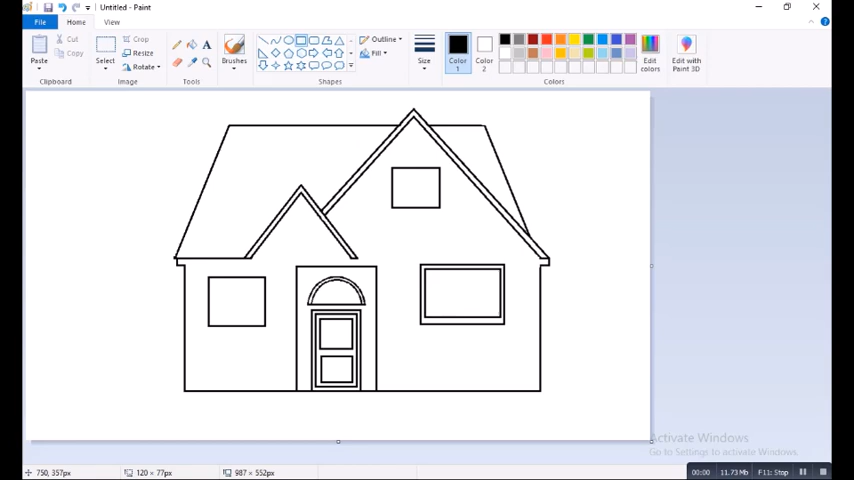 Untitled - Paint
File
Home
View
Paste
Cut
Copy
Clipboard
Select
Crop
Resize
Rotate
Image
A
Tools
Brushes
Outline
Fill
Shapes
Size
Color 1
Color 2
Edit colors
Colors
Edit with Paint 3D
Activate Windows
Go to Settings to activate Windows.
750, 357px
120 × 77px
987 × 552px
00:00
11.73 Mb
F11: Stop